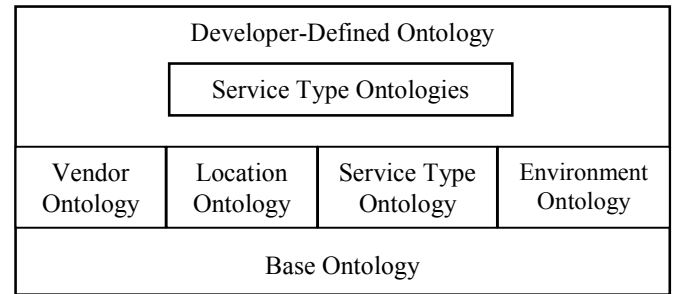 Developer-Defined Ontology
Service Type Ontologies
Vendor
Ontology
Location
Ontology
Service Type
Ontology
Environment
Ontology
Base Ontology